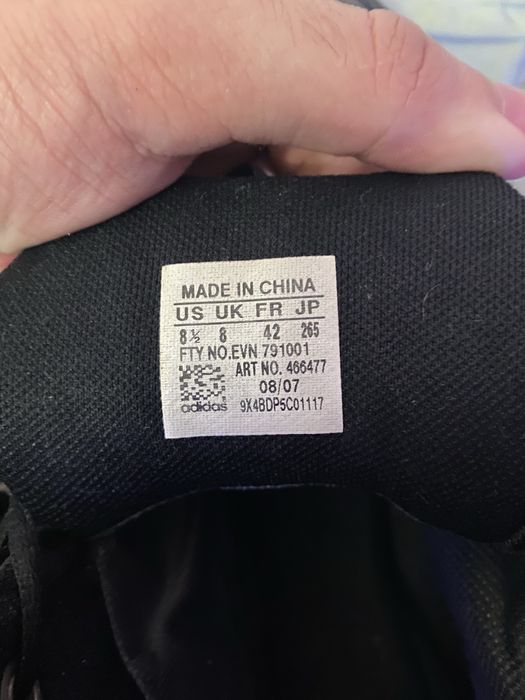 MADE IN CHINA
US UK FR JP
8½ 8 42 265
FTY NO.EVN 791001
ART NO. 466477
08/07
adidas 9X4BDP5C01117